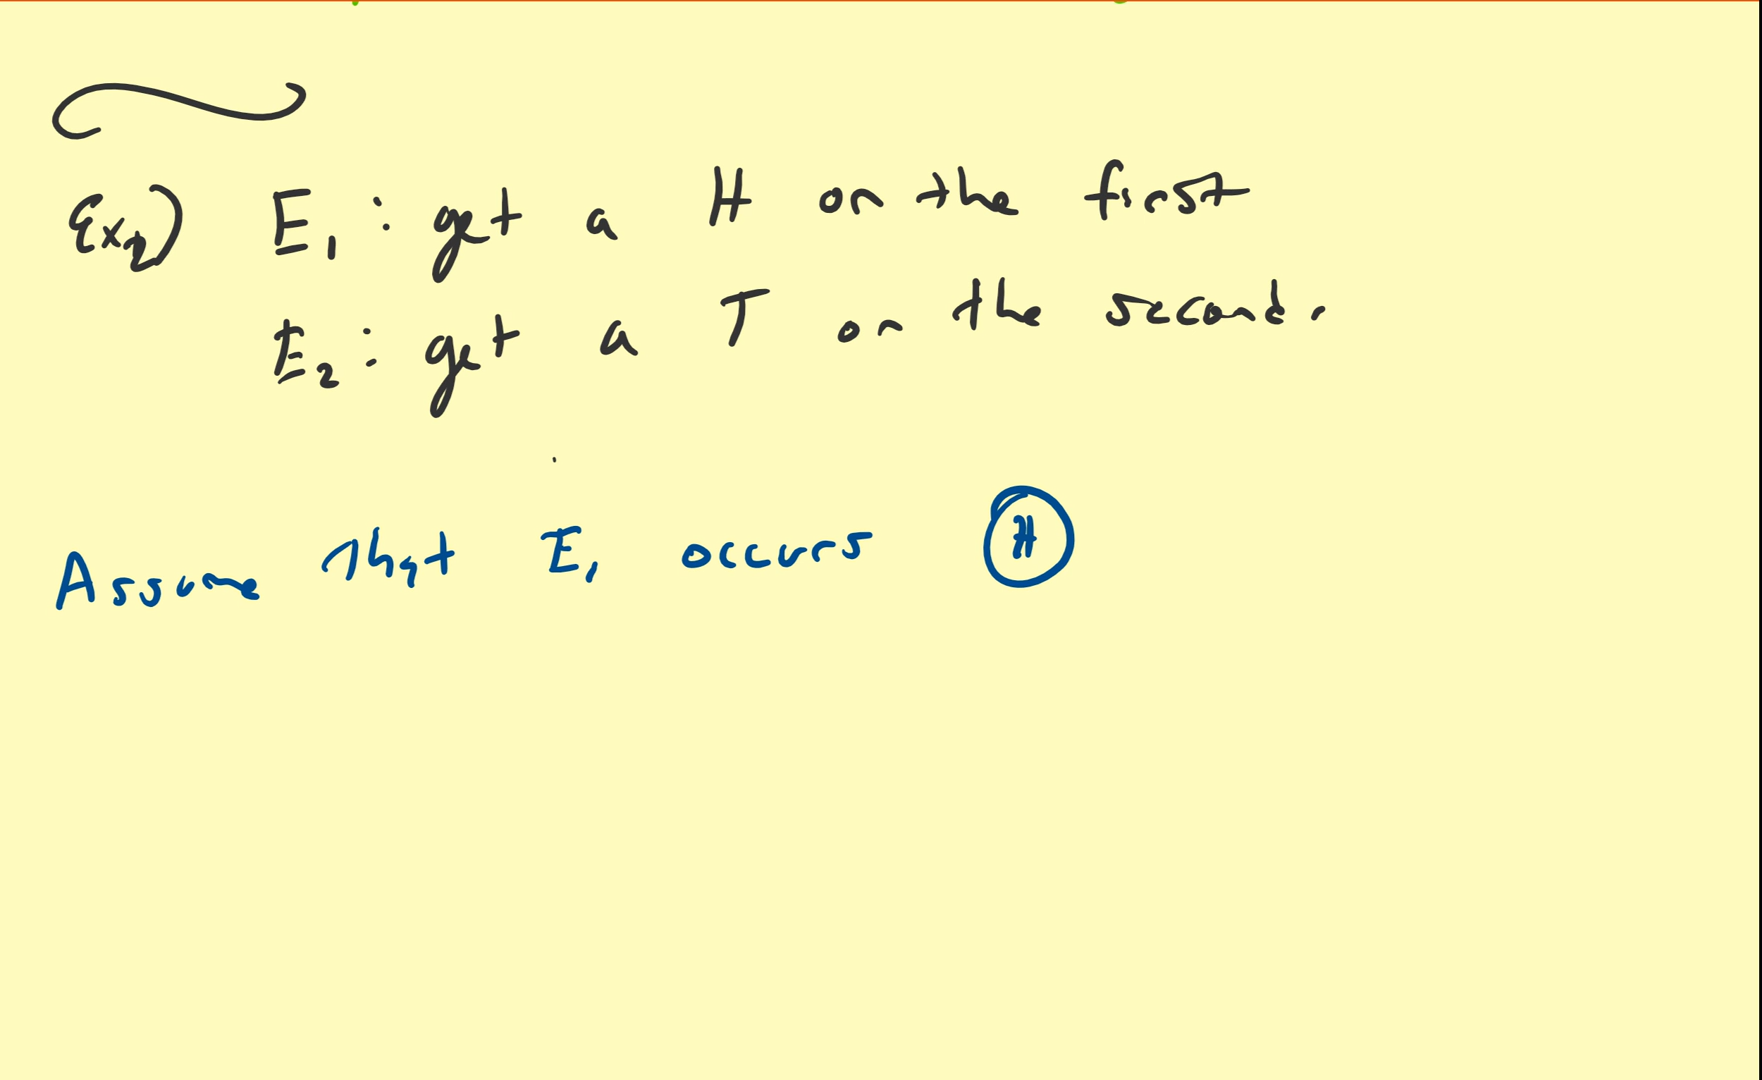 Ex2) E1: get a H on the first
E2: get a T on the second.
Assume that E1 occurs H